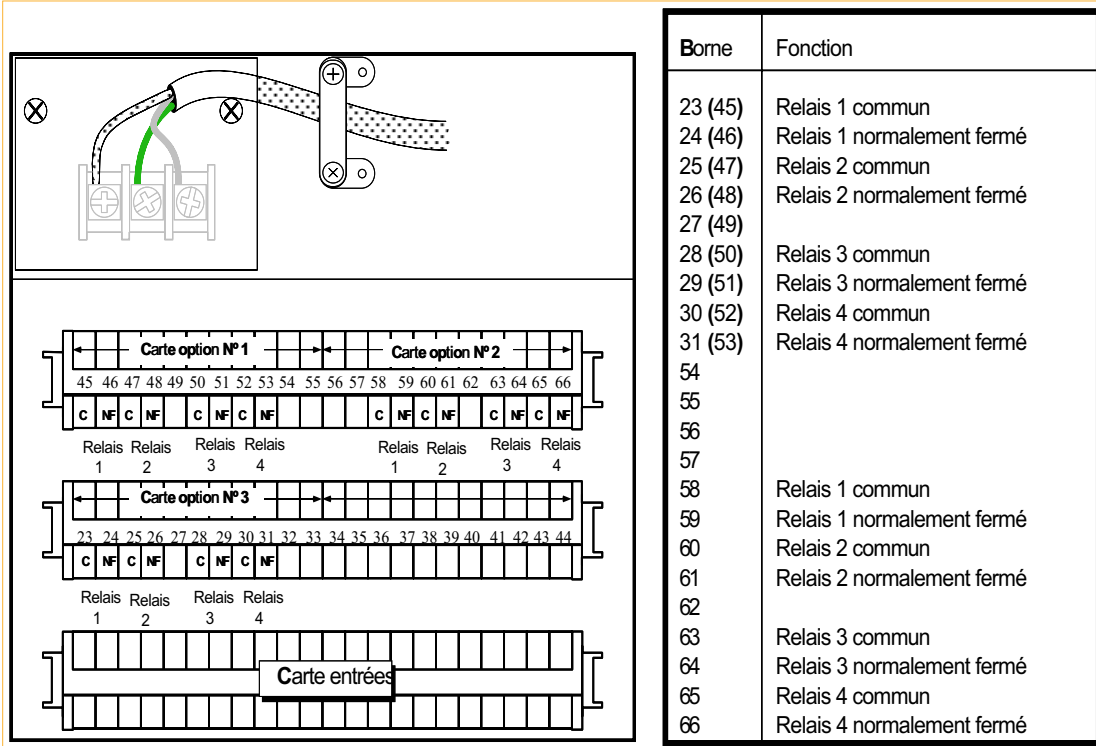 Carte option Nº 1 Carte option Nº 2
45 46 47 48 49 50 51 52 53 54 55 56 57 58 59 60 61 62 63 64 65 66
C NF C NF C NF C NF C NF C NF C NF C NF
Relais Relais Relais Relais Relais Relais Relais Relais
1 2 3 4 1 2 3 4
Carte option Nº 3
23 24 25 26 27 28 29 30 31 32 33 34 35 36 37 38 39 40 41 42 43 44
C NF C NF C NF C NF
Relais Relais Relais Relais
1 2 3 4
Carte entrées
Borne Fonction
23 (45) Relais 1 commun
24 (46) Relais 1 normalement fermé
25 (47) Relais 2 commun
26 (48) Relais 2 normalement fermé
27 (49)
28 (50) Relais 3 commun
29 (51) Relais 3 normalement fermé
30 (52) Relais 4 commun
31 (53) Relais 4 normalement fermé
54
55
56
57
58 Relais 1 commun
59 Relais 1 normalement fermé
60 Relais 2 commun
61 Relais 2 normalement fermé
62
63 Relais 3 commun
64 Relais 3 normalement fermé
65 Relais 4 commun
66 Relais 4 normalement fermé